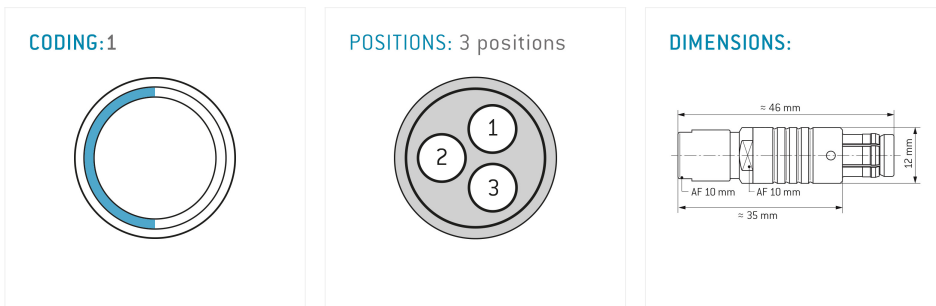 CODING:1
POSITIONS: 3 positions
1
2
3
DIMENSIONS:
≈ 46 mm
12 mm
AF 10 mm
AF 10 mm
≈ 35 mm